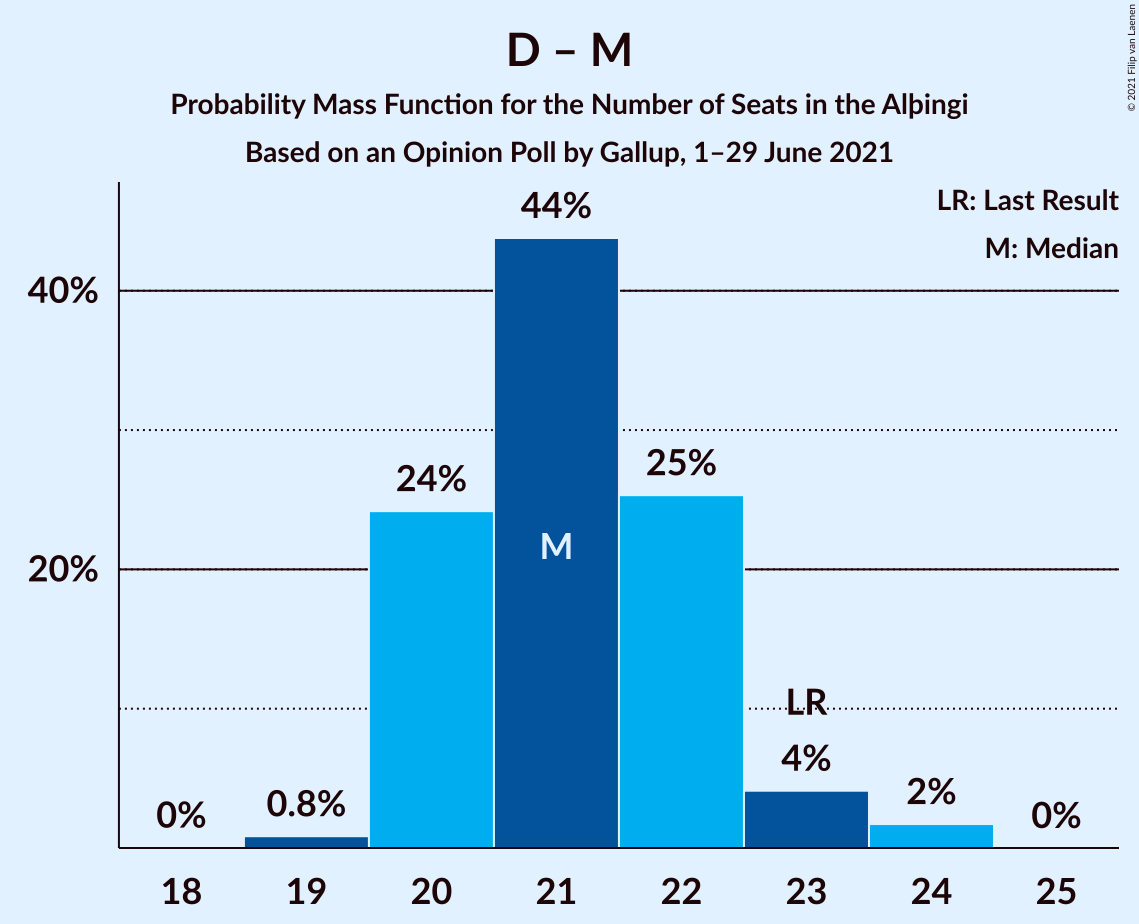 D – M
Probability Mass Function for the Number of Seats in the Alþingi
Based on an Opinion Poll by Gallup, 1–29 June 2021
© 2021 Filip van Laenen
LR: Last Result
M: Median
44%
40%
25%
24%
M
20%
LR
4%
2%
0.8%
0%
0%
18 19 20 21 22 23 24 25